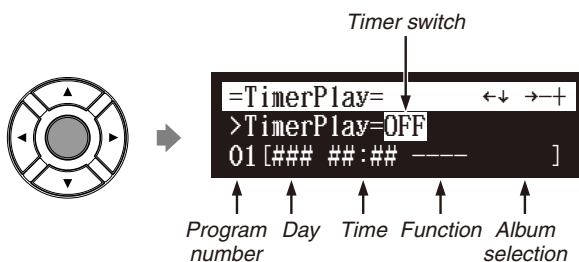 Timer switch
=TimerPlay= ←↓ →−+
>TimerPlay=OFF
01[### ##:## ---- ]
Program number
Day
Time
Function
Album selection